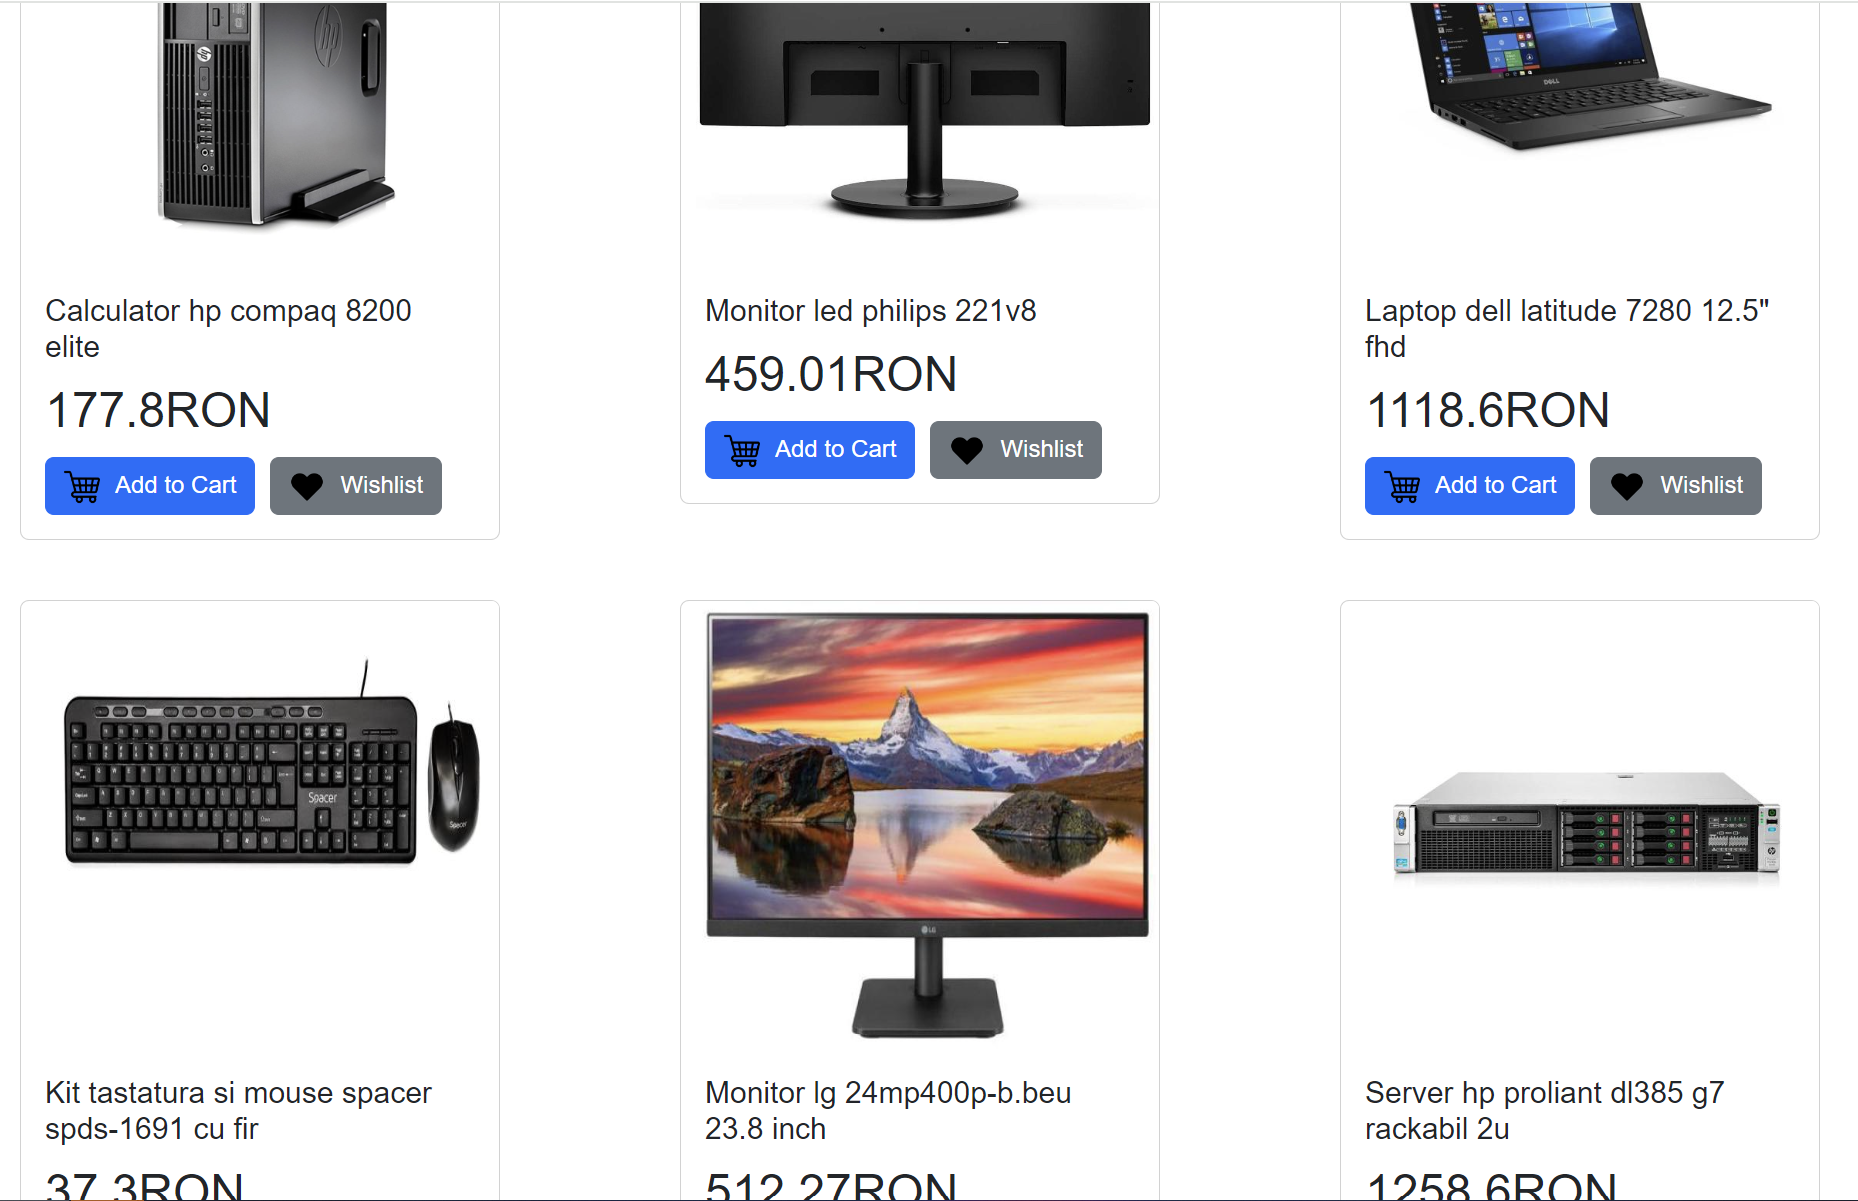 Calculator hp compaq 8200
elite
177.8RON
Add to Cart
Wishlist
Monitor led philips 221v8
459.01RON
Add to Cart
Wishlist
DELL
Laptop dell latitude 7280 12.5"
fhd
1118.6RON
Add to Cart
Wishlist
Spacer
Spacer
Kit tastatura si mouse spacer
spds-1691 cu fir
37.3RON
LG
Monitor lg 24mp400p-b.beu
23.8 inch
512.27RON
Server hp proliant dl385 g7
rackabil 2u
1258.6RON